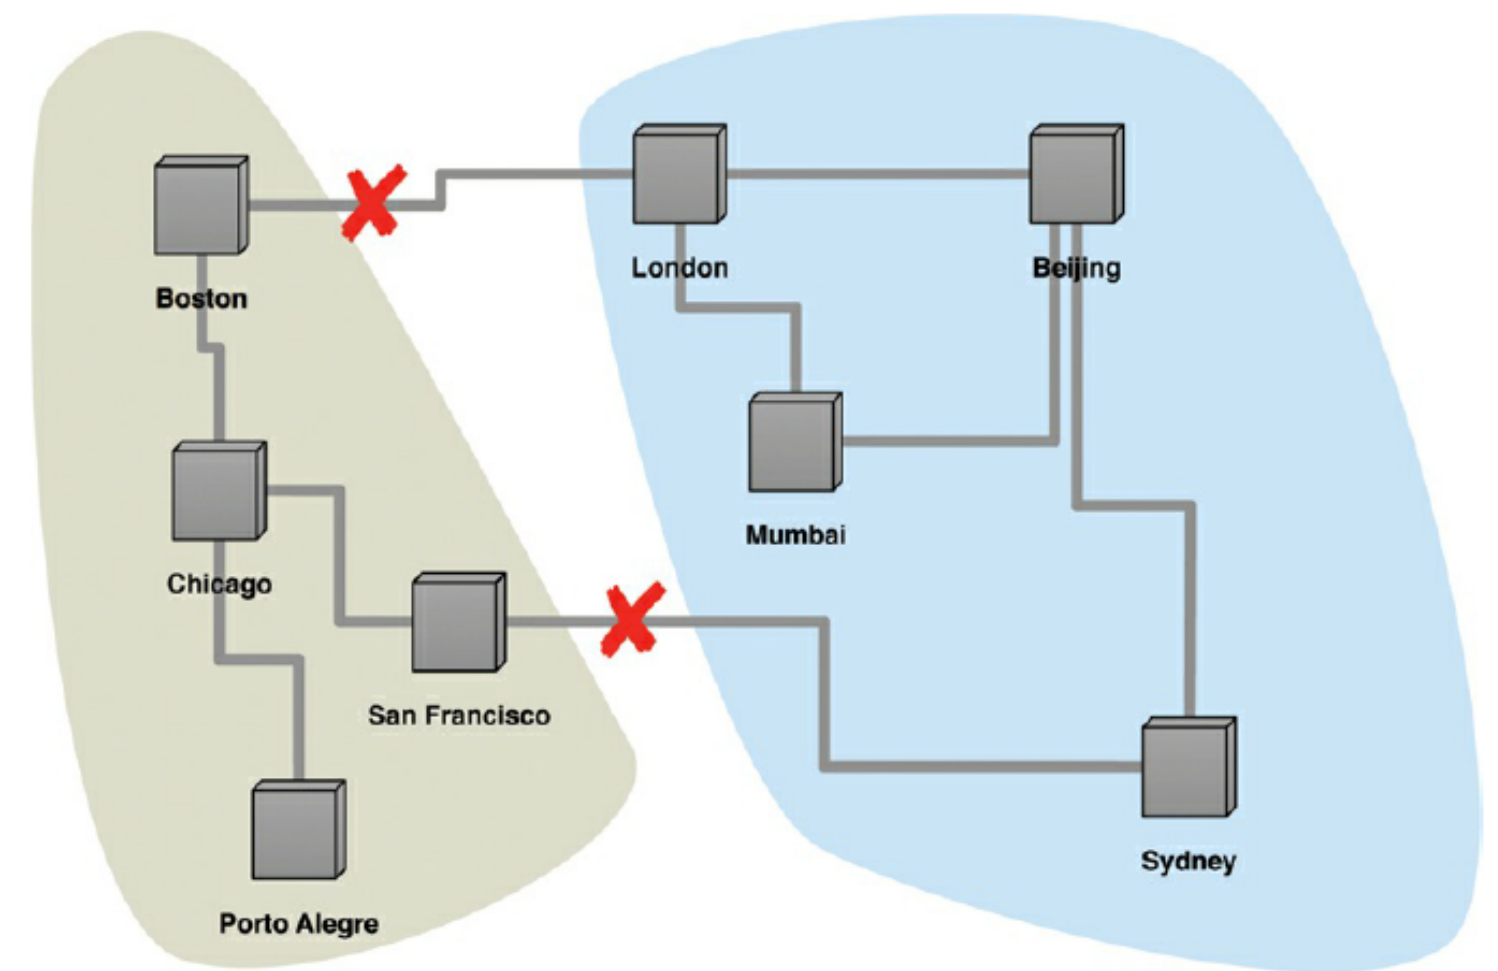 London
Beijing
Boston
Mumbai
Chicago
San Francisco
Sydney
Porto Alegre